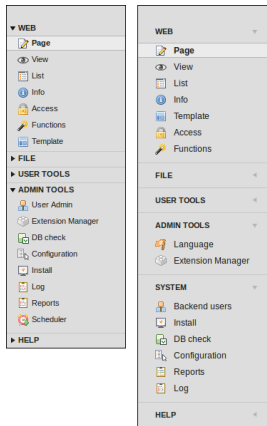 WEB
Page
View
List
Info
Access
Functions
Template
FILE
USER TOOLS
ADMIN TOOLS
User Admin
Extension Manager
DB check
Configuration
Install
Log
Reports
Scheduler
HELP
WEB
Page
View
List
Info
Template
Access
Functions
FILE
USER TOOLS
ADMIN TOOLS
Language
Extension Manager
SYSTEM
Backend users
Install
DB check
Configuration
Reports
Log
HELP